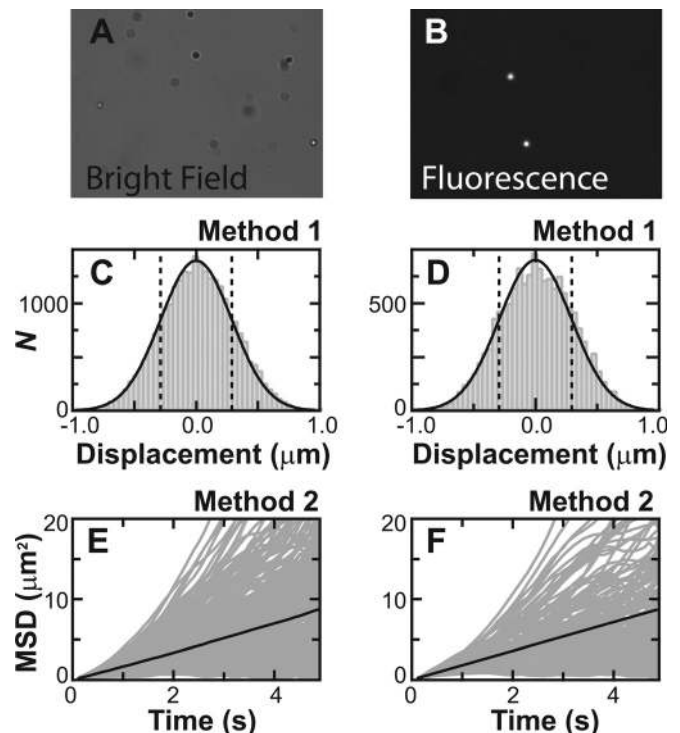 A
Bright Field
B
Fluorescence
Method 1
C
1000
0
N
-1.0 0.0 1.0
Displacement (μm)
Method 1
D
500
0
-1.0 0.0 1.0
Displacement (μm)
Method 2
E
20
10
0
MSD (μm²)
0 2 4
Time (s)
Method 2
F
20
10
0
0 2 4
Time (s)